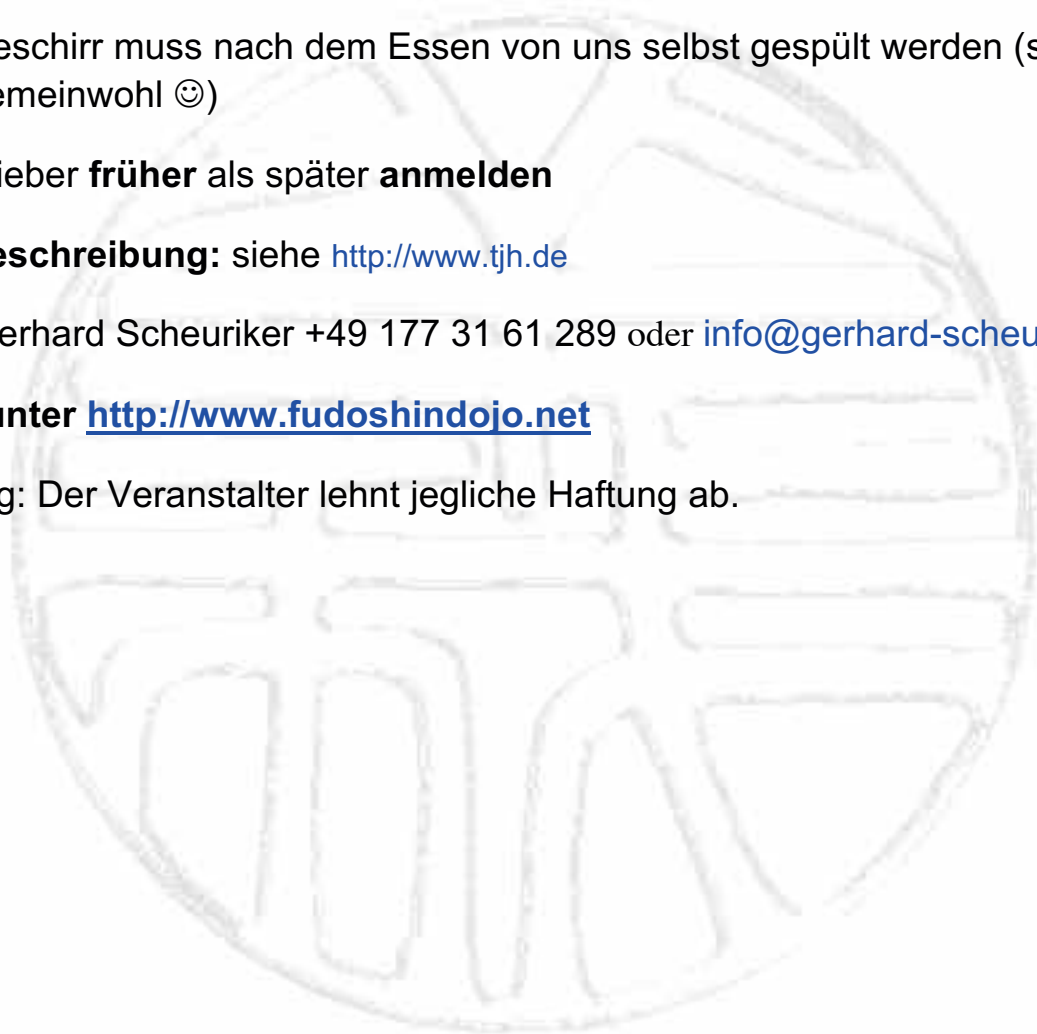 eschirr muss nach dem Essen von uns selbst gespült werden (s
emeinwohl ☺)
ieber früher als später anmelden
eschreibung: siehe http://www.tjh.de
erhard Scheuriker +49 177 31 61 289 oder info@gerhard-scheu
unter http://www.fudoshindojo.net
g: Der Veranstalter lehnt jegliche Haftung ab.